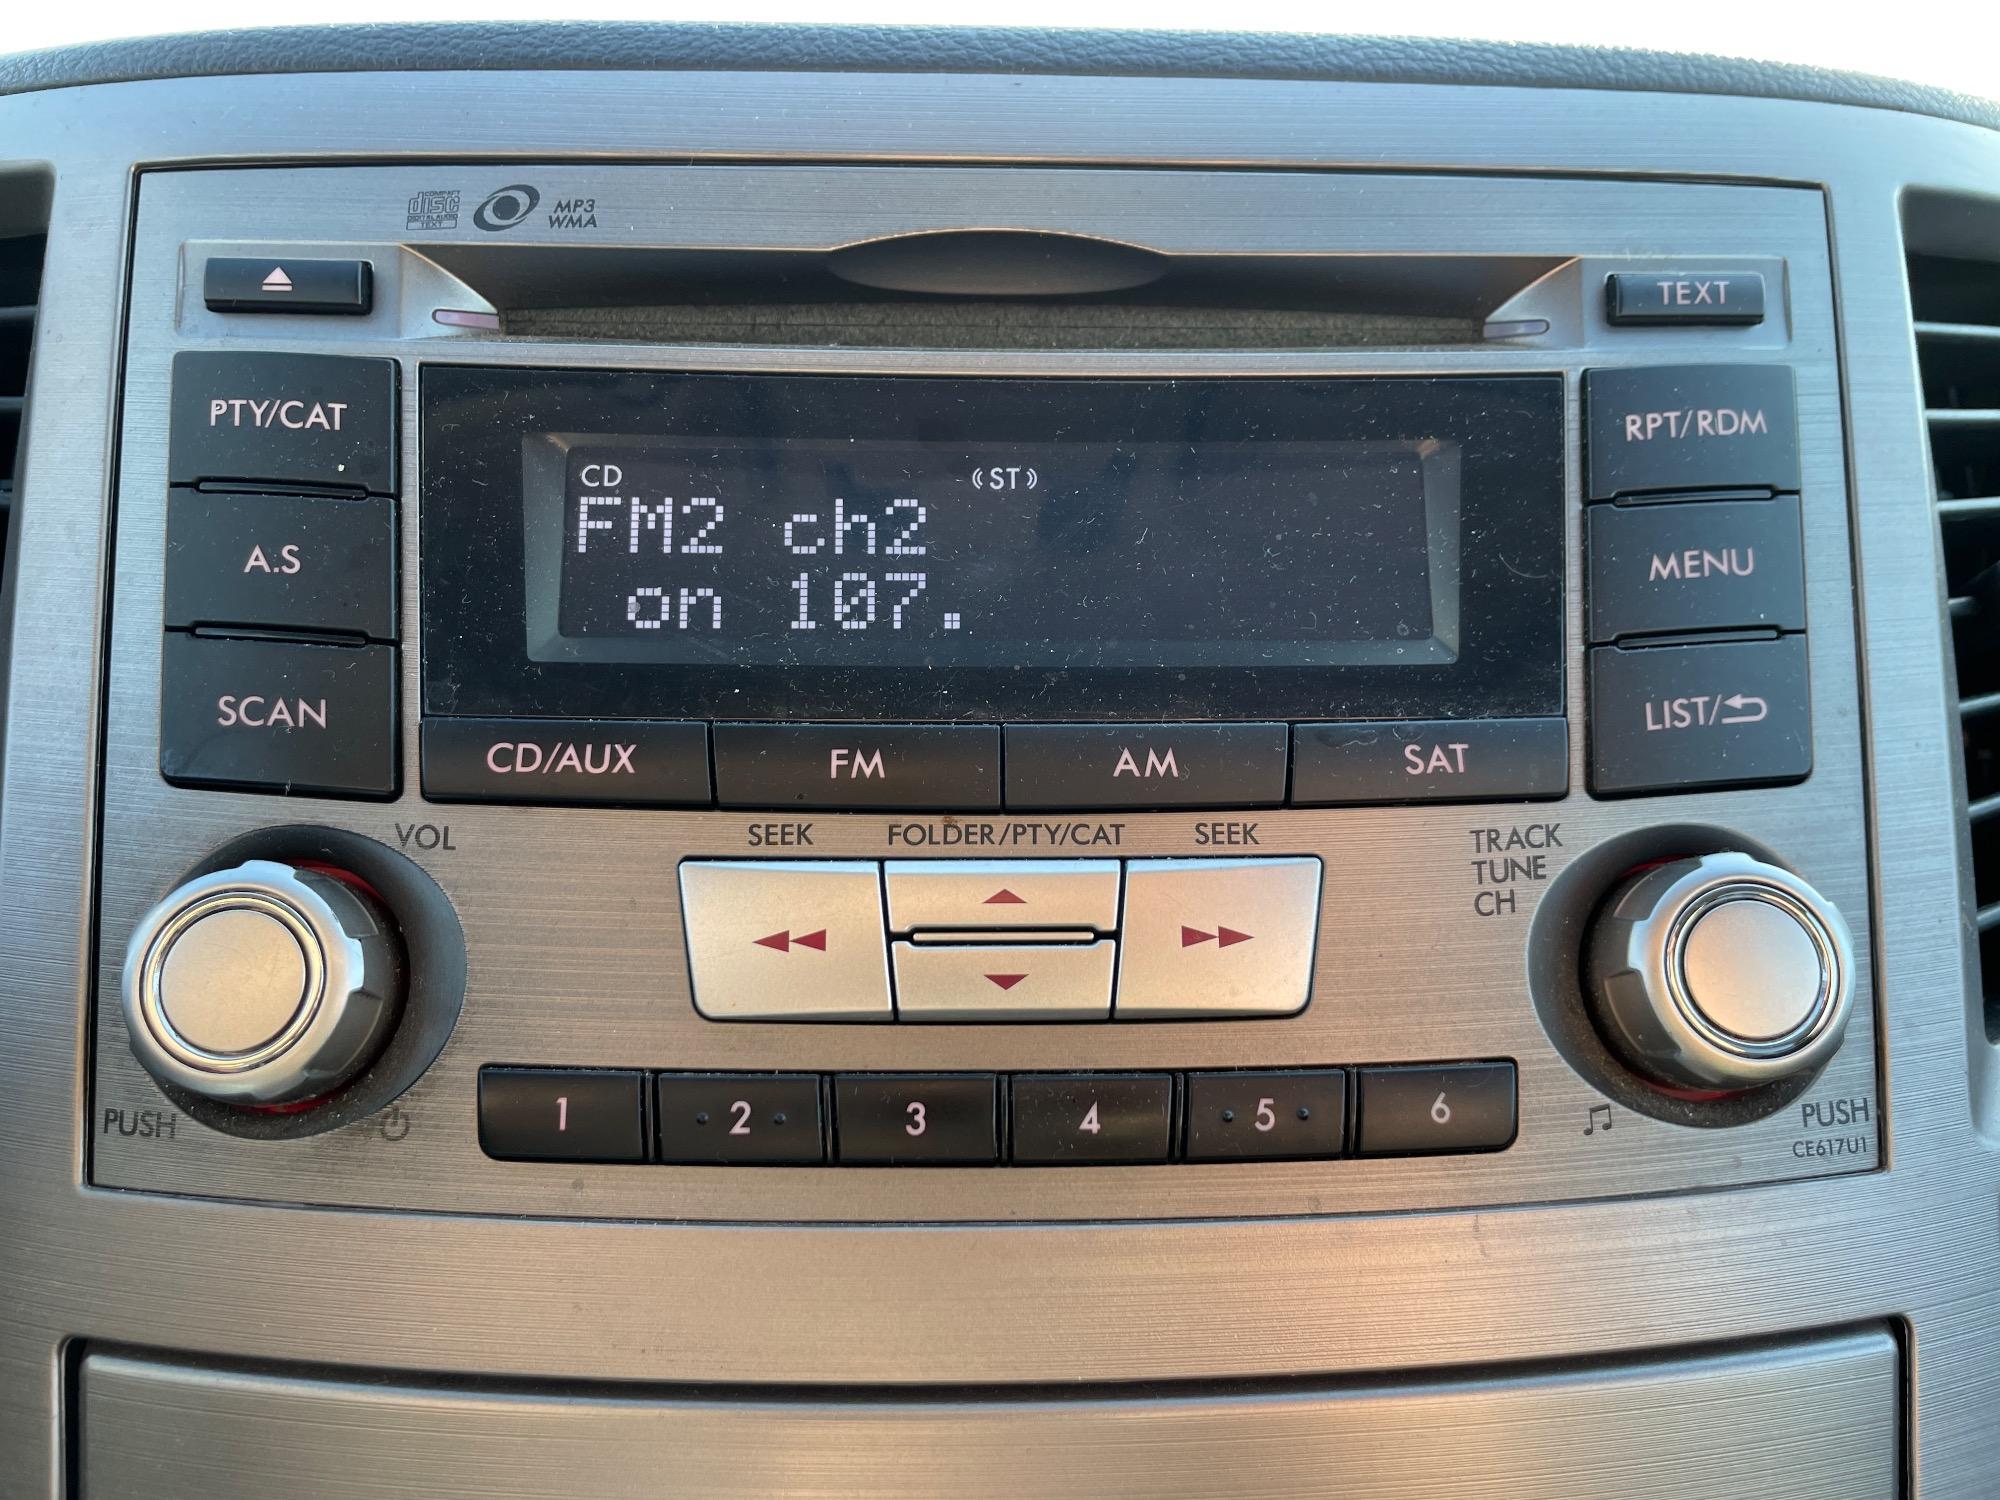 COMPACT
disc
DIGITAL AUDIO
TEXT
MP3
WMA
TEXT
PTY/CAT
A.S
SCAN
CD
(ST)
FM2 ch2
on 107.
RPT/RDM
MENU
LIST/
CD/AUX
FM
AM
SAT
VOL
SEEK
FOLDER/PTY/CAT
SEEK
TRACK
TUNE
CH
PUSH
1
2
3
4
5
6
PUSH
CE617U1